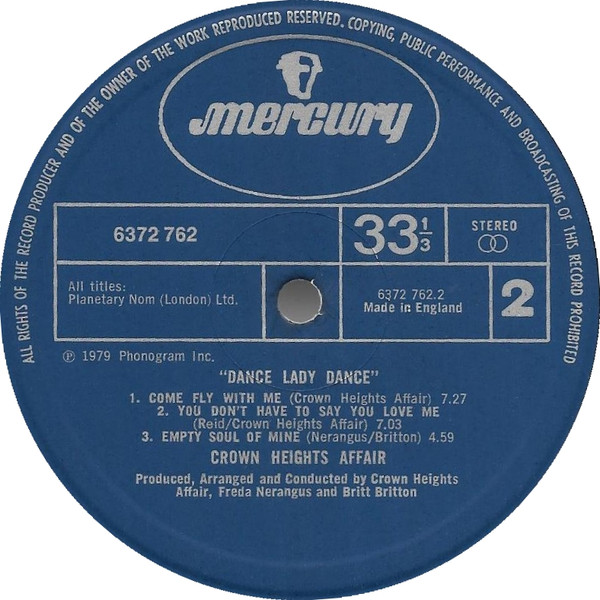 ALL RIGHTS OF THE RECORD PRODUCER AND OF THE OWNER OF THE WORK REPRODUCED RESERVED. COPYING, PUBLIC PERFORMANCE AND BROADCASTING OF THIS RECORD PROHIBITED
mercury
6372 762
33 1/3
STEREO
All titles:
Planetary Nom (London) Ltd.
6372 762.2
Made in England
2
℗ 1979 Phonogram Inc.
"DANCE LADY DANCE"
1. COME FLY WITH ME (Crown Heights Affair) 7.27
2. YOU DON'T HAVE TO SAY YOU LOVE ME
(Reid/Crown Heights Affair) 7.03
3. EMPTY SOUL OF MINE (Nerangus/Britton) 4.59
CROWN HEIGHTS AFFAIR
Produced, Arranged and Conducted by Crown Heights
Affair, Freda Nerangus and Britt Britton